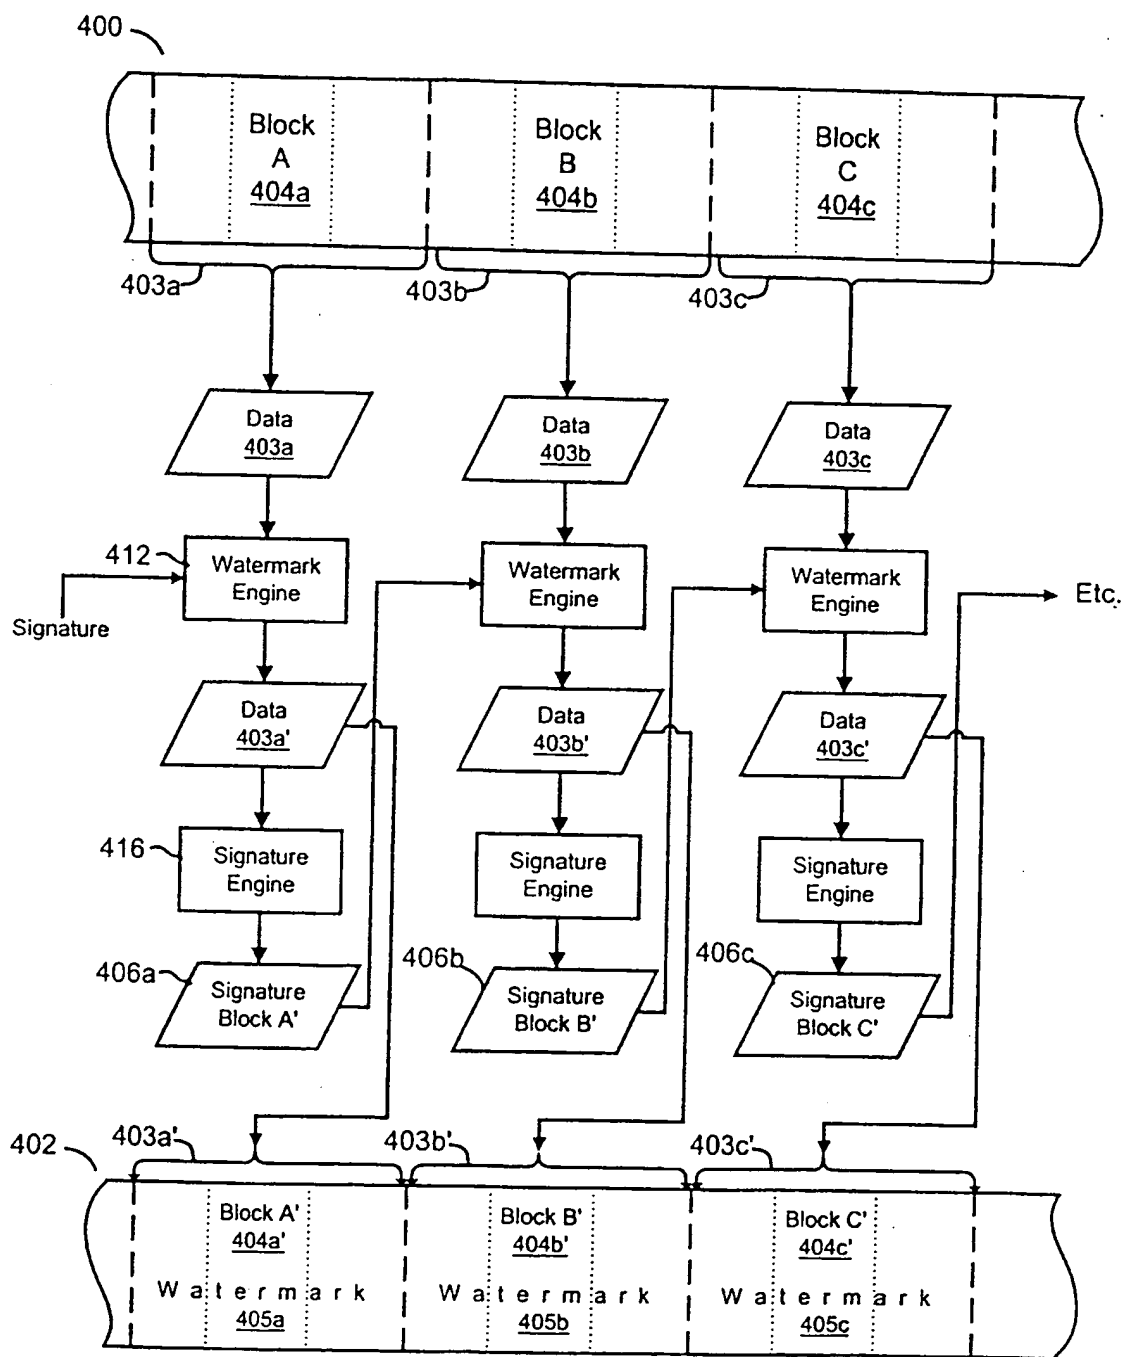 400
Block
A
404a
Block
B
404b
Block
C
404c
403a
403b
403c
Data
403a
Data
403b
Data
403c
412
Watermark
Engine
Watermark
Engine
Watermark
Engine
Etc.
Signature
Data
403a'
Data
403b'
Data
403c'
416
Signature
Engine
Signature
Engine
Signature
Engine
406a
Signature
Block A'
406b
Signature
Block B'
406c
Signature
Block C'
402
403a'
403b'
403c'
Block A'
404a'
Block B'
404b'
Block C'
404c'
Watermark
405a
Watermark
405b
Watermark
405c